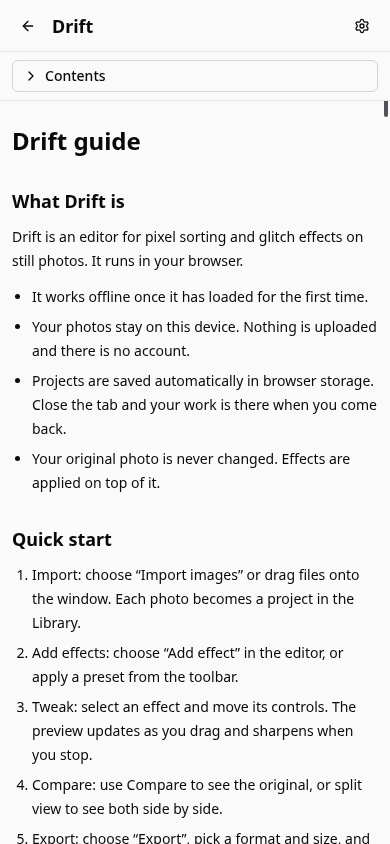 Drift
Contents
Drift guide
What Drift is
Drift is an editor for pixel sorting and glitch effects on
still photos. It runs in your browser.
• It works offline once it has loaded for the first time.
• Your photos stay on this device. Nothing is uploaded
and there is no account.
• Projects are saved automatically in browser storage.
Close the tab and your work is there when you come
back.
• Your original photo is never changed. Effects are
applied on top of it.
Quick start
1. Import: choose “Import images” or drag files onto
the window. Each photo becomes a project in the
Library.
2. Add effects: choose “Add effect” in the editor, or
apply a preset from the toolbar.
3. Tweak: select an effect and move its controls. The
preview updates as you drag and sharpens when
you stop.
4. Compare: use Compare to see the original, or split
view to see both side by side.
5. Export: choose “Export”, pick a format and size, and